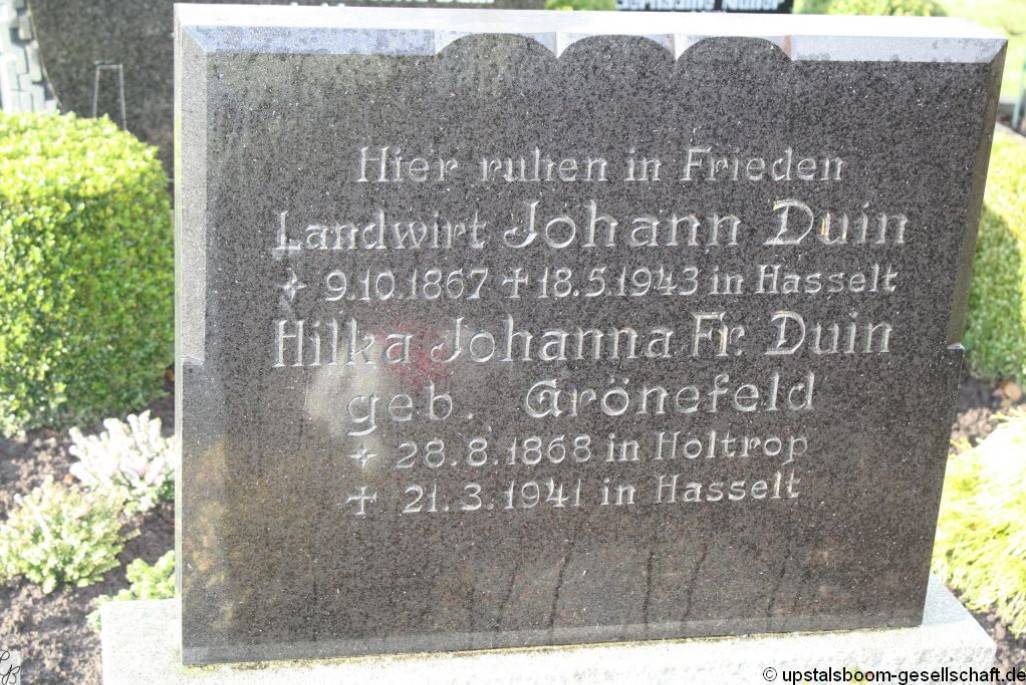 Hier ruhen in Frieden
Landwirt Johann Duin
* 9.10.1867 † 18.5.1943 in Hasselt
Hilka Johanna Fr. Duin
geb. Grönefeld
* 28.8.1868 in Holtrop
† 21.3.1941 in Hasselt
© upstalsboom-gesellschaft.de